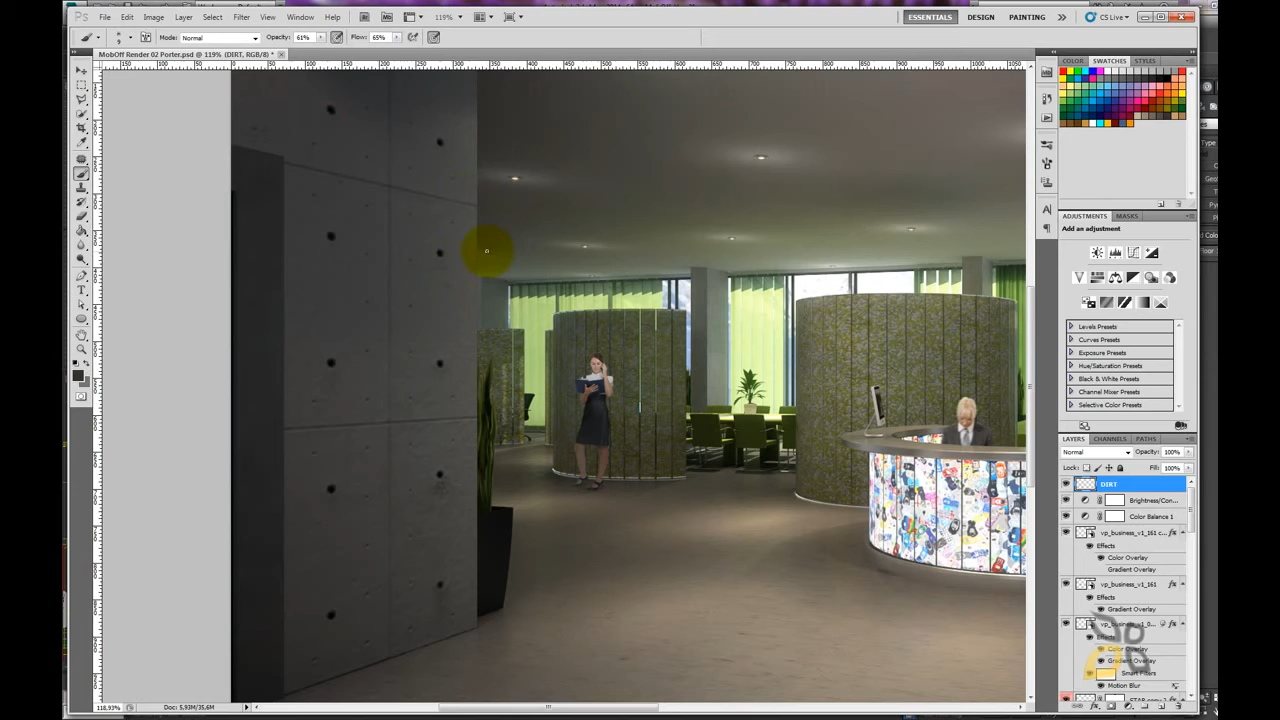 File Edit Image Layer Select Filter View Window Help
119%
ESSENTIALS DESIGN PAINTING CS Live
Mode: Normal Opacity: 61% Flow: 65%
MobOff Render 02 Porter.psd @ 119% (DIRT, RGB/8) *
COLOR SWATCHES STYLES
ADJUSTMENTS MASKS
Add an adjustment
Levels Presets
Curves Presets
Exposure Presets
Hue/Saturation Presets
Black & White Presets
Channel Mixer Presets
Selective Color Presets
LAYERS CHANNELS PATHS
Normal Opacity: 100%
Lock: Fill: 100%
DIRT
Brightness/Con...
Color Balance 1
vp_business_v1_161 c...
Effects
Color Overlay
Gradient Overlay
vp_business_v1_161
Effects
Gradient Overlay
vp_business_v1_0...
Effects
Color Overlay
Gradient Overlay
Smart Filters
Motion Blur
118,93% Doc: 5,93M/35,6M